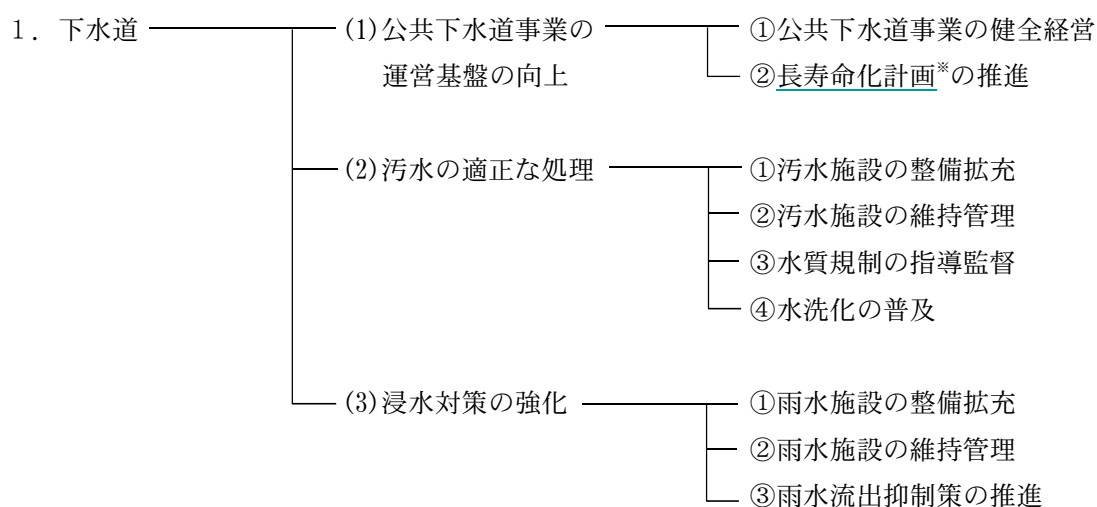 1．下水道
(1)公共下水道事業の
運営基盤の向上
①公共下水道事業の健全経営
②長寿命化計画※の推進
(2)汚水の適正な処理
①汚水施設の整備拡充
②汚水施設の維持管理
③水質規制の指導監督
④水洗化の普及
(3)浸水対策の強化
①雨水施設の整備拡充
②雨水施設の維持管理
③雨水流出抑制策の推進